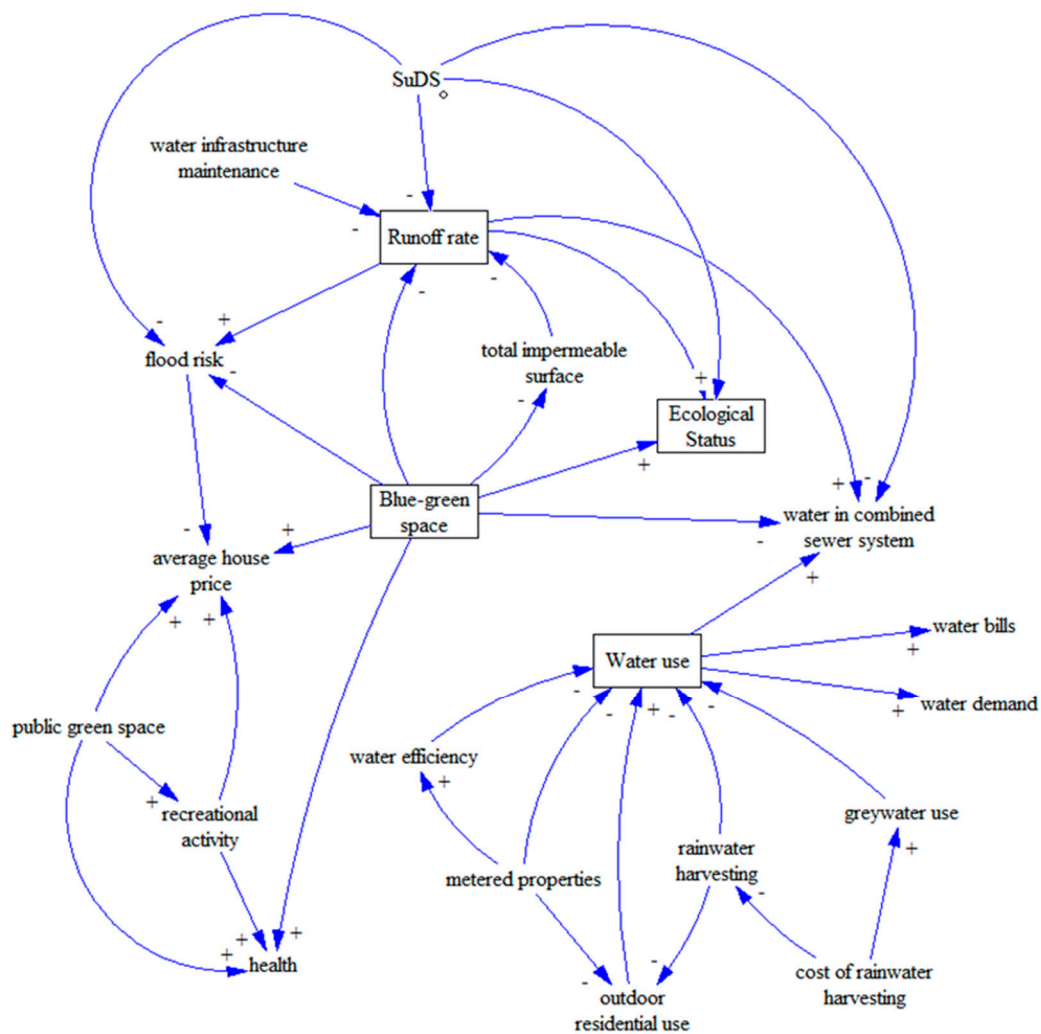 SuDS
water infrastructure
maintenance
-
-
Runoff rate
-
-
-
+
flood risk
-
total impermeable
surface
-
+
Ecological
Status
+
Blue-green
space
-
+
+
-
water in combined
sewer system
-
+
average house
price
+
+
water bills
+
Water use
-
-
+
-
-
water demand
+
public green space
water efficiency
+
+
recreational
activity
greywater use
+
rainwater
harvesting
-
metered properties
+
+
+
health
-
-
cost of rainwater
harvesting
outdoor
residential use